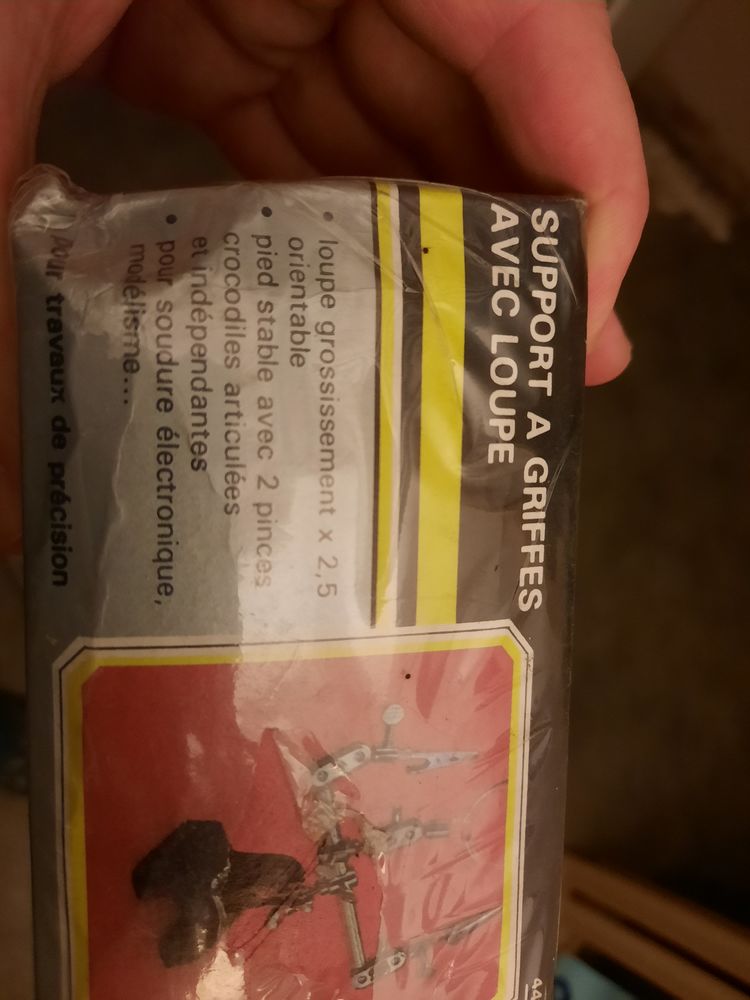 SUPPORT A GRIFFES
AVEC LOUPE
• loupe grossissement x 2,5
orientable
• pied stable avec 2 pinces
crocodiles articulées
et indépendantes
• pour soudure électronique,
modélisme...
Pour travaux de précision
44